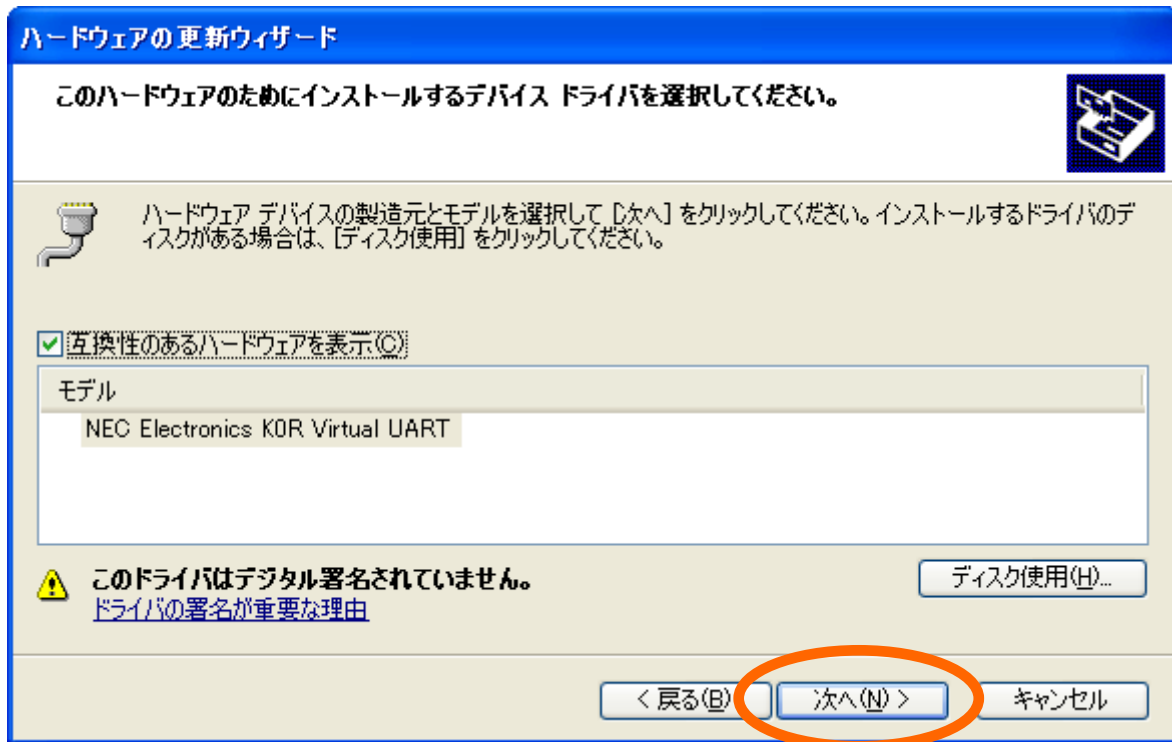 ハードウェアの更新ウィザード
このハードウェアのためにインストールするデバイス ドライバを選択してください。
ハードウェア デバイスの製造元とモデルを選択して [次へ] をクリックしてください。インストールするドライバのデ
ィスクがある場合は、[ディスク使用] をクリックしてください。
互換性のあるハードウェアを表示(C)
モデル
NEC Electronics K0R Virtual UART
このドライバはデジタル署名されていません。
ディスク使用(H)...
ドライバの署名が重要な理由
< 戻る(B) 次へ(N) > キャンセル